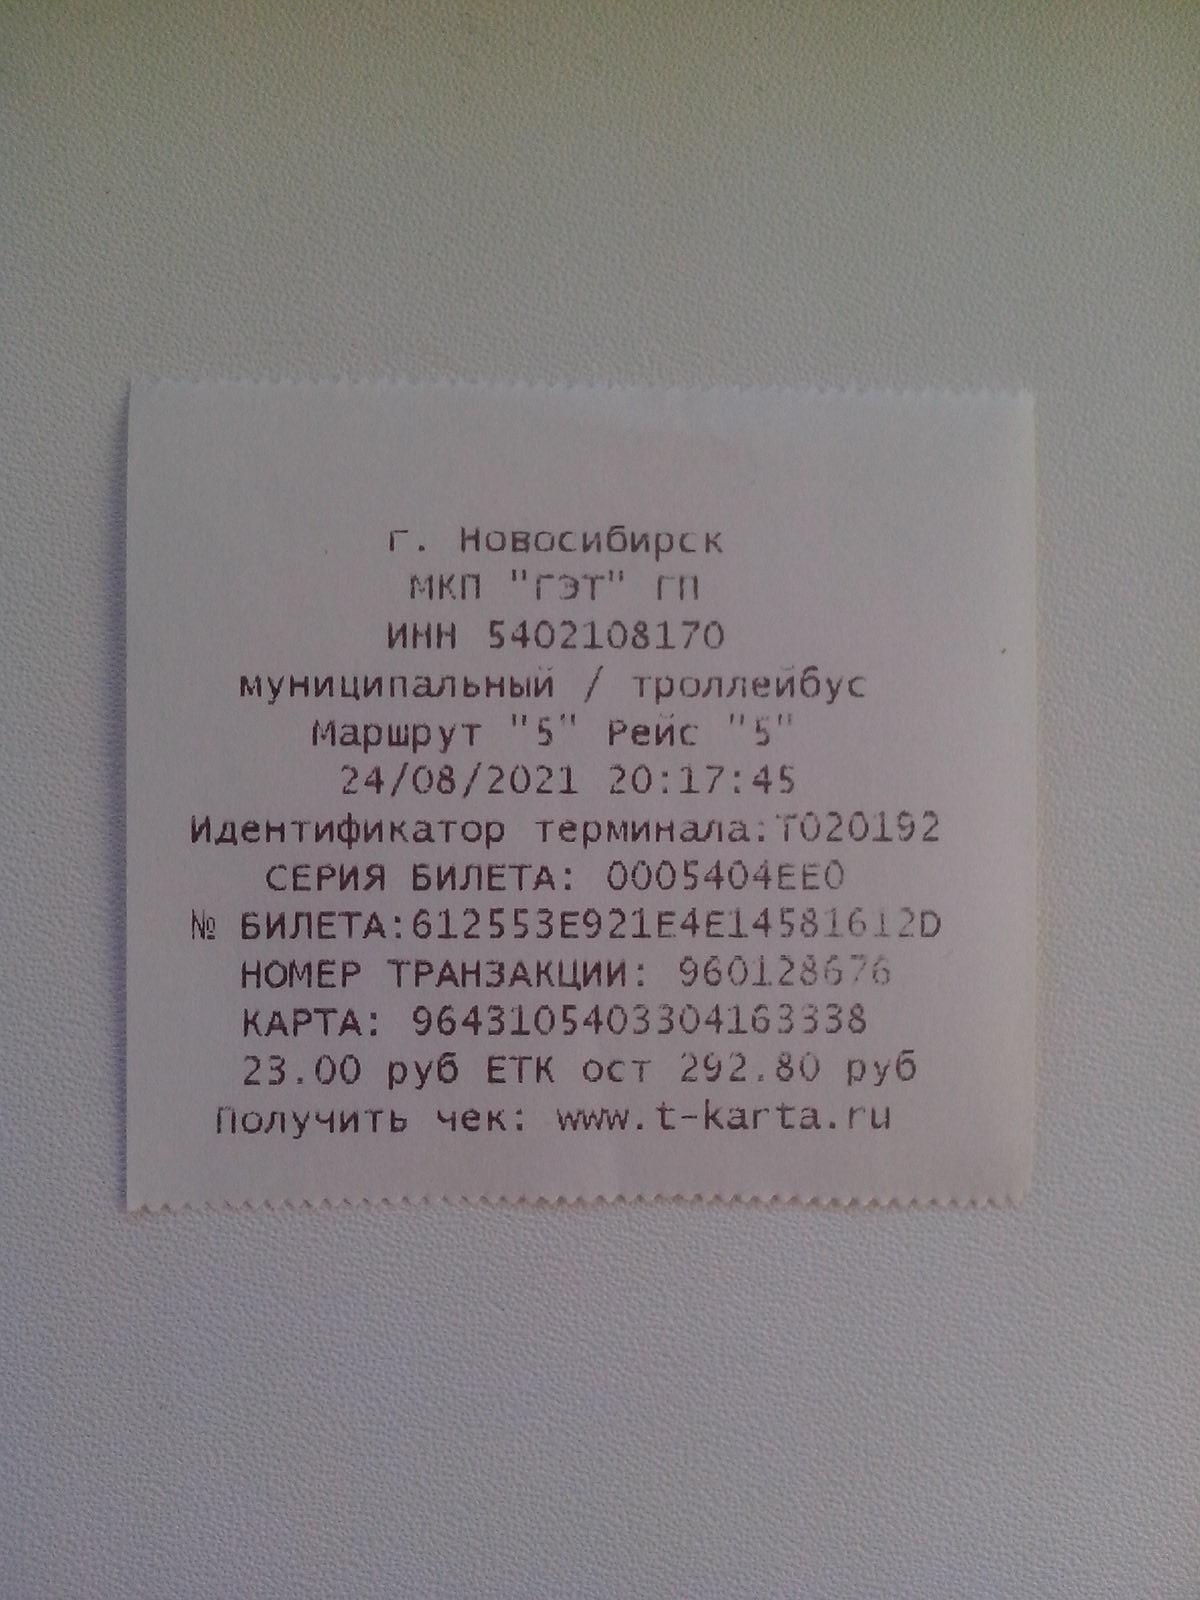 г. Новосибирск
МКП "ГЭТ" ГП
ИНН 5402108170
муниципальный / троллейбус
Маршрут "5" Рейс "5"
24/08/2021 20:17:45
Идентификатор терминала:T020192
СЕРИЯ БИЛЕТА: 0005404EE0
№ БИЛЕТА:612553E921E4E14581612D
НОМЕР ТРАНЗАКЦИИ: 960128676
КАРТА: 9643105403304163338
23.00 руб ЕТК ост 292.80 руб
Получить чек: www.t-karta.ru